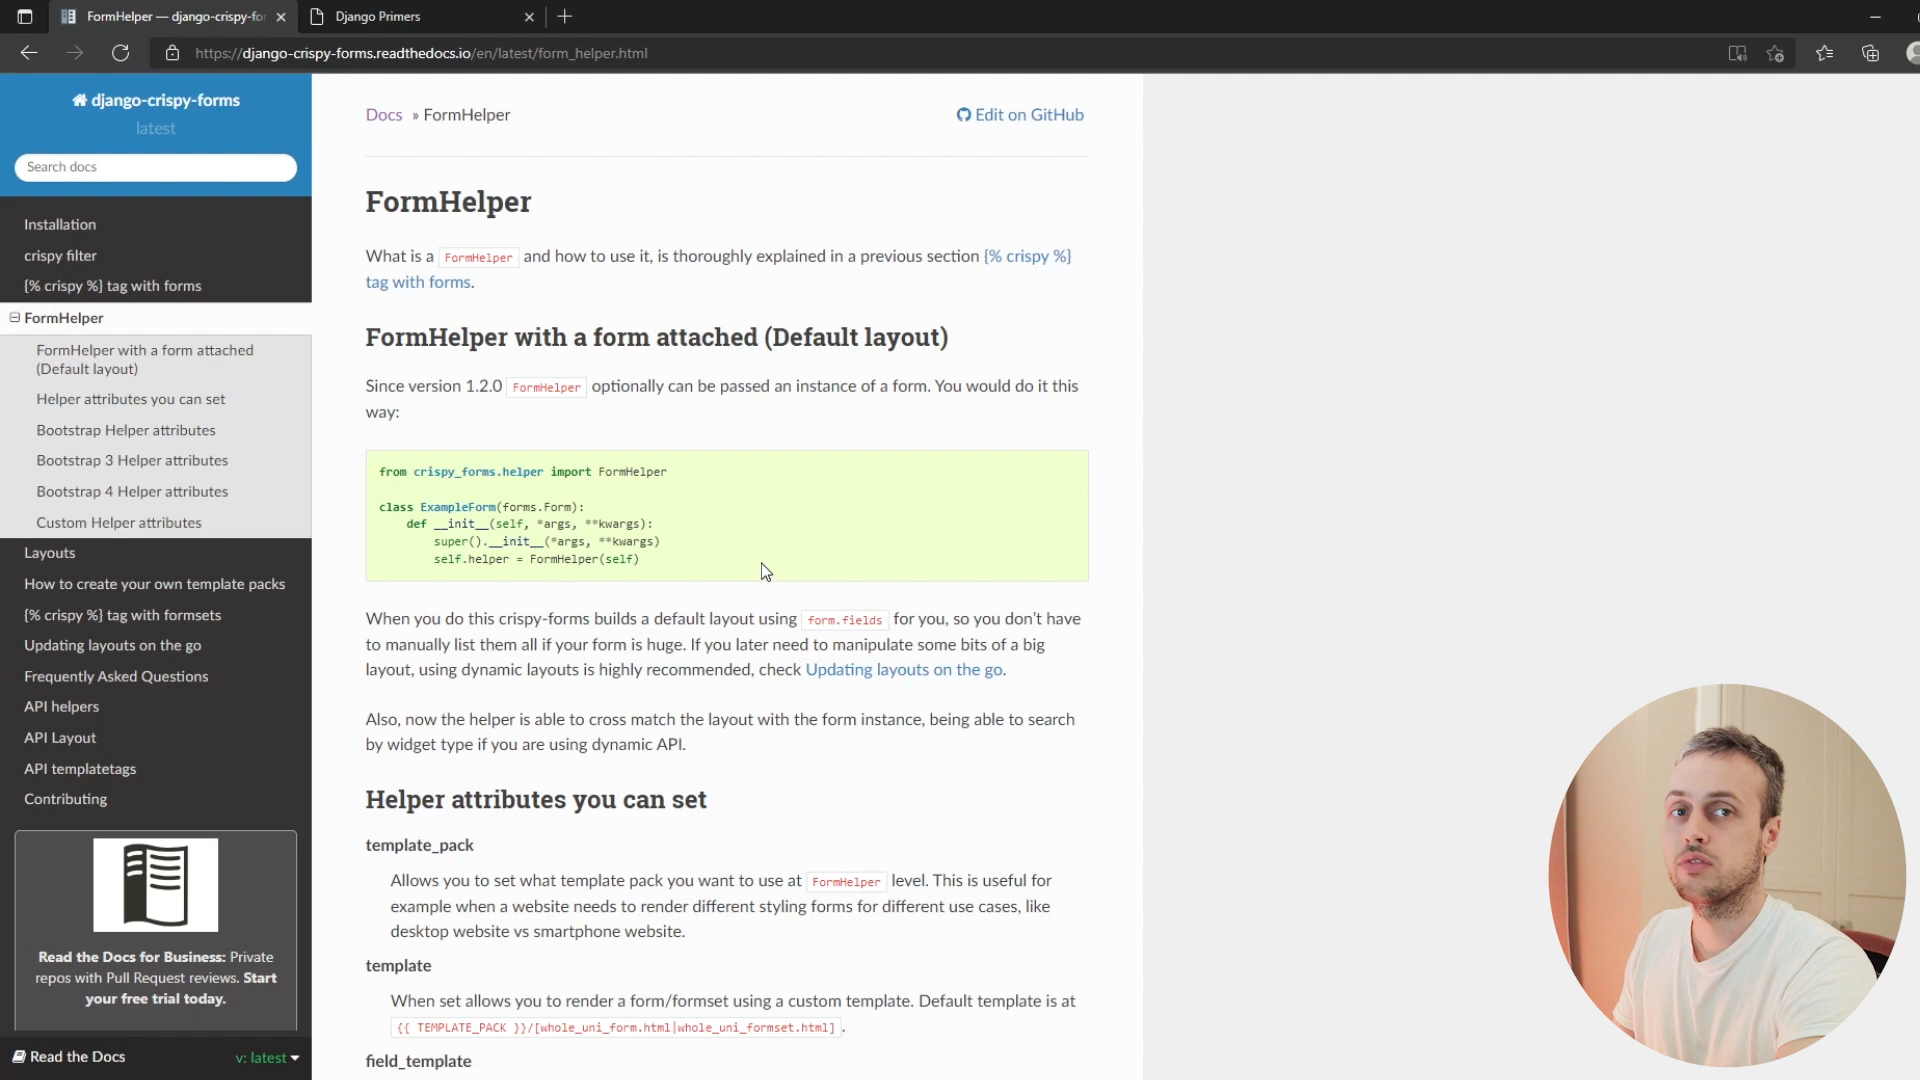 FormHelper — django-crispy-fo
Django Primers
https://django-crispy-forms.readthedocs.io/en/latest/form_helper.html
django-crispy-forms
latest
Search docs
Installation
crispy filter
{% crispy %} tag with forms
FormHelper
FormHelper with a form attached
(Default layout)
Helper attributes you can set
Bootstrap Helper attributes
Bootstrap 3 Helper attributes
Bootstrap 4 Helper attributes
Custom Helper attributes
Layouts
How to create your own template packs
{% crispy %} tag with formsets
Updating layouts on the go
Frequently Asked Questions
API helpers
API Layout
API templatetags
Contributing
Read the Docs for Business: Private
repos with Pull Request reviews. Start
your free trial today.
Read the Docs
v: latest
Docs » FormHelper
Edit on GitHub
FormHelper
What is a FormHelper and how to use it, is thoroughly explained in a previous section {% crispy %}
tag with forms.
FormHelper with a form attached (Default layout)
Since version 1.2.0 FormHelper optionally can be passed an instance of a form. You would do it this
way:
from crispy_forms.helper import FormHelper
class ExampleForm(forms.Form):
def __init__(self, *args, **kwargs):
super().__init__(*args, **kwargs)
self.helper = FormHelper(self)
When you do this crispy-forms builds a default layout using form.fields for you, so you don't have
to manually list them all if your form is huge. If you later need to manipulate some bits of a big
layout, using dynamic layouts is highly recommended, check Updating layouts on the go.
Also, now the helper is able to cross match the layout with the form instance, being able to search
by widget type if you are using dynamic API.
Helper attributes you can set
template_pack
Allows you to set what template pack you want to use at FormHelper level. This is useful for
example when a website needs to render different styling forms for different use cases, like
desktop website vs smartphone website.
template
When set allows you to render a form/formset using a custom template. Default template is at
{{ TEMPLATE_PACK }}/[whole_uni_form.html|whole_uni_formset.html] .
field_template